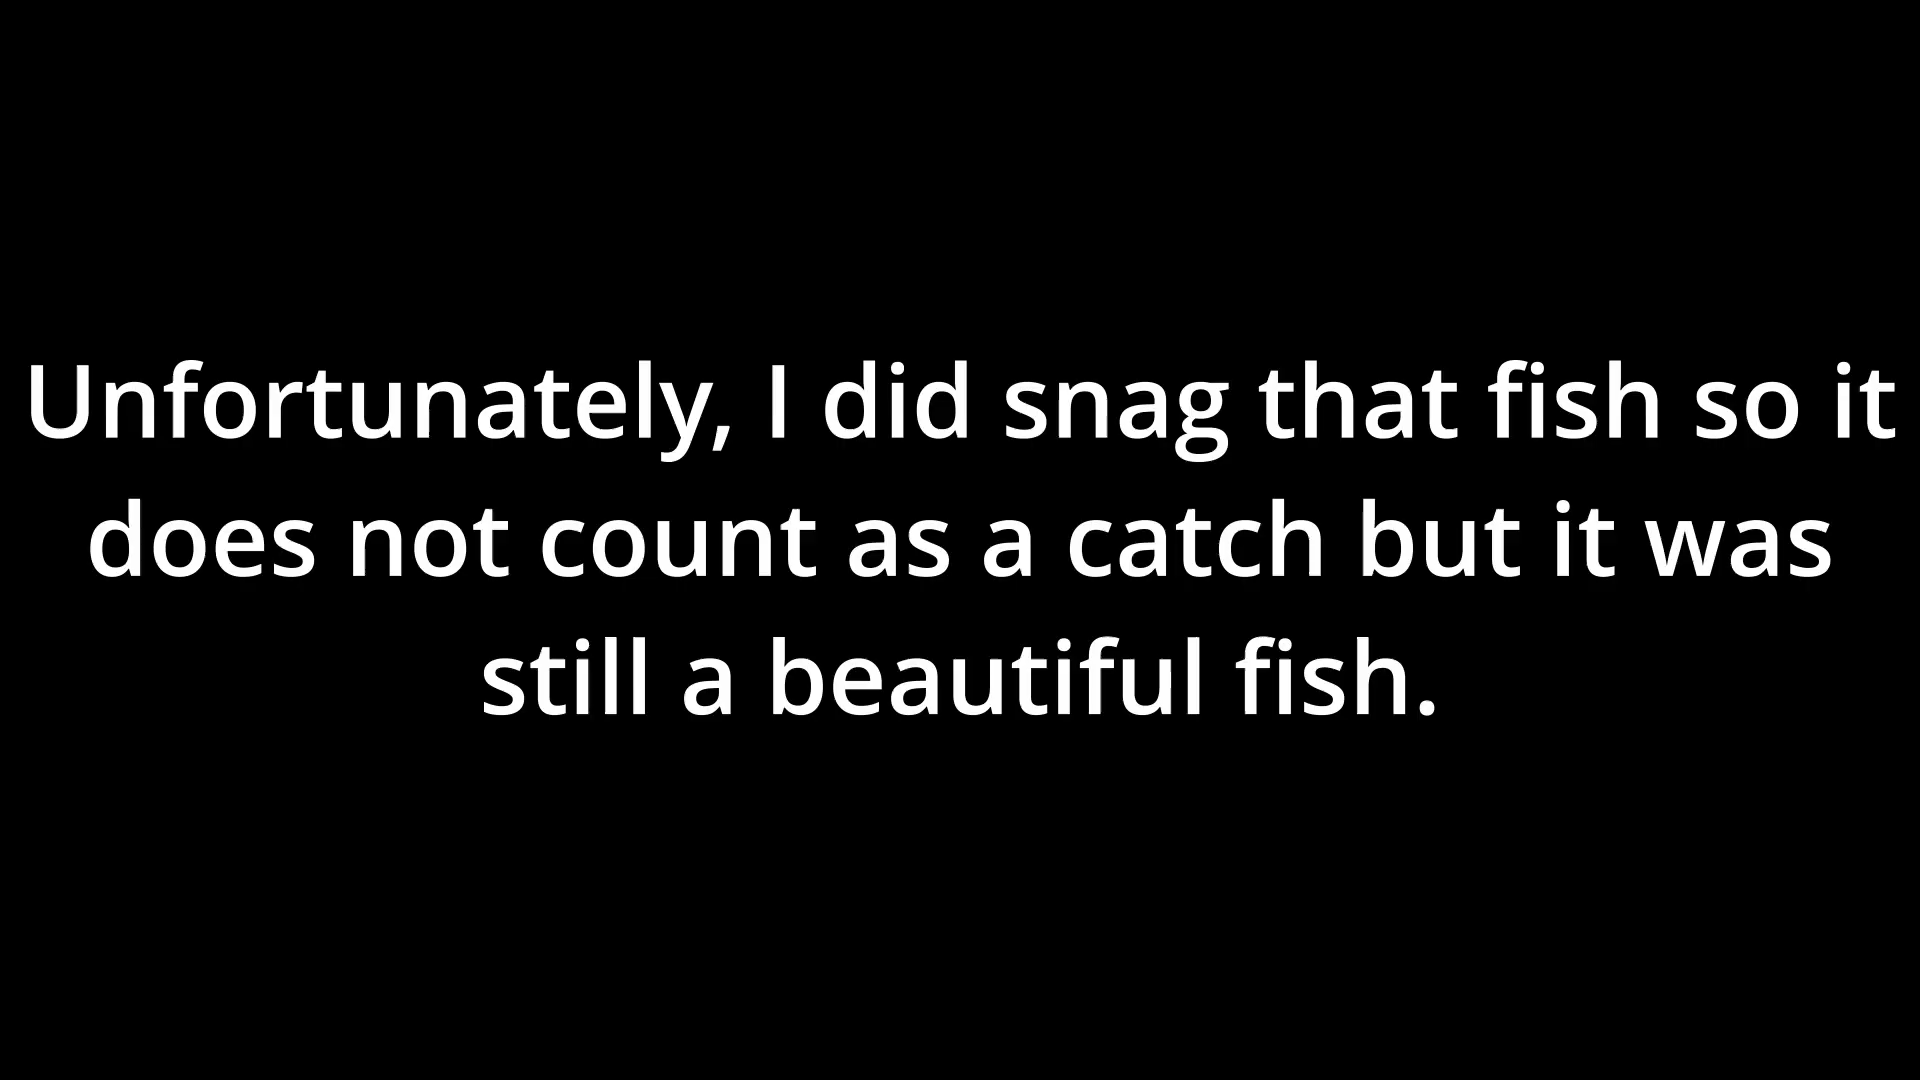 Unfortunately, I did snag that fish so it
does not count as a catch but it was
still a beautiful fish.